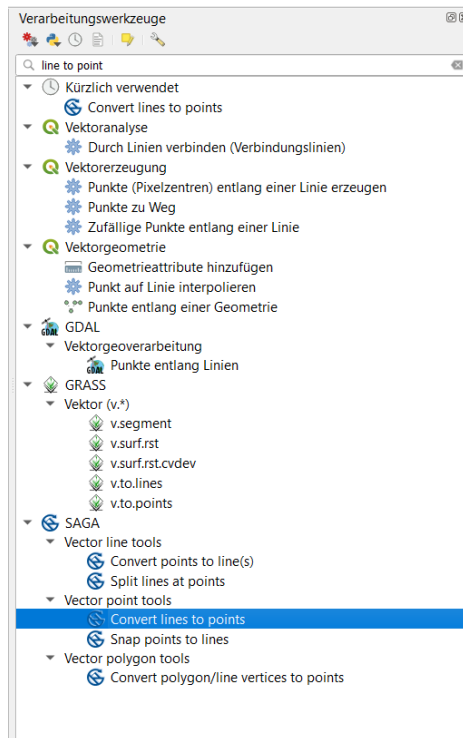 Verarbeitungswerkzeuge
line to point
Kürzlich verwendet
Convert lines to points
Vektoranalyse
Durch Linien verbinden (Verbindungslinien)
Vektorerzeugung
Punkte (Pixelzentren) entlang einer Linie erzeugen
Punkte zu Weg
Zufällige Punkte entlang einer Linie
Vektorgeometrie
Geometrieattribute hinzufügen
Punkt auf Linie interpolieren
Punkte entlang einer Geometrie
GDAL
Vektorgeoverarbeitung
Punkte entlang Linien
GRASS
Vektor (v.*)
v.segment
v.surf.rst
v.surf.rst.cvdev
v.to.lines
v.to.points
SAGA
Vector line tools
Convert points to line(s)
Split lines at points
Vector point tools
Convert lines to points
Snap points to lines
Vector polygon tools
Convert polygon/line vertices to points